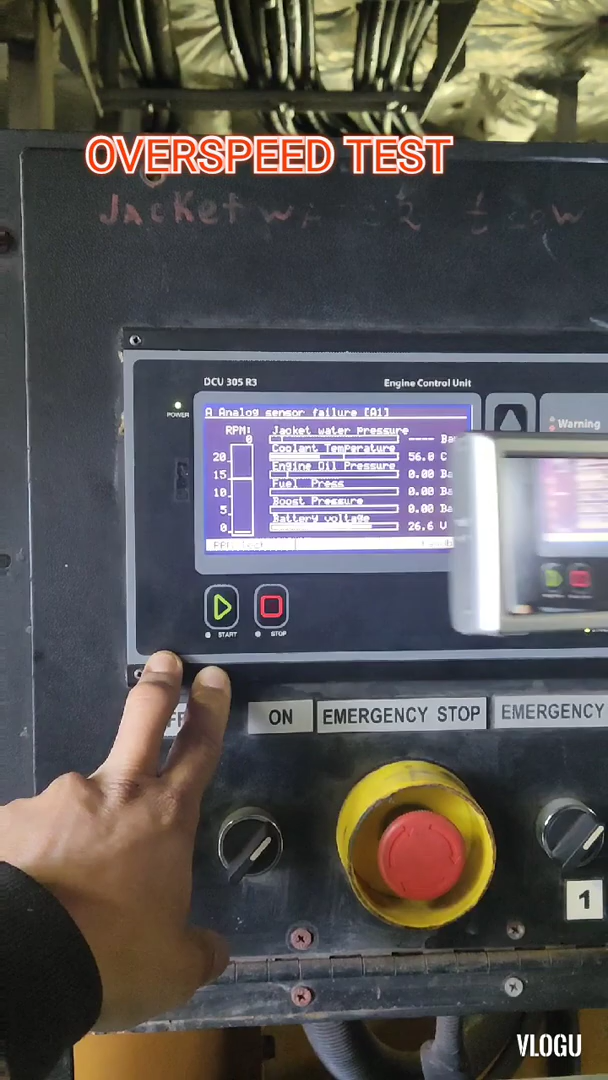 OVERSPEED TEST
Jacket
DCU 305 R3
Engine Control Unit
POWER
A Analog sensor failure [A1]
RPM:
0
20
15
10
5
0
Jacket water Pressure
---- Ba
Coolant Temperature
56.0 C
Engine Oil Pressure
0.00 Ba
Fuel Press
0.00 Ba
Boost Pressure
0.00 Ba
Battery voltage
26.6 V
Warning
START
STOP
ON
EMERGENCY STOP
EMERGENCY
1
VLOGU